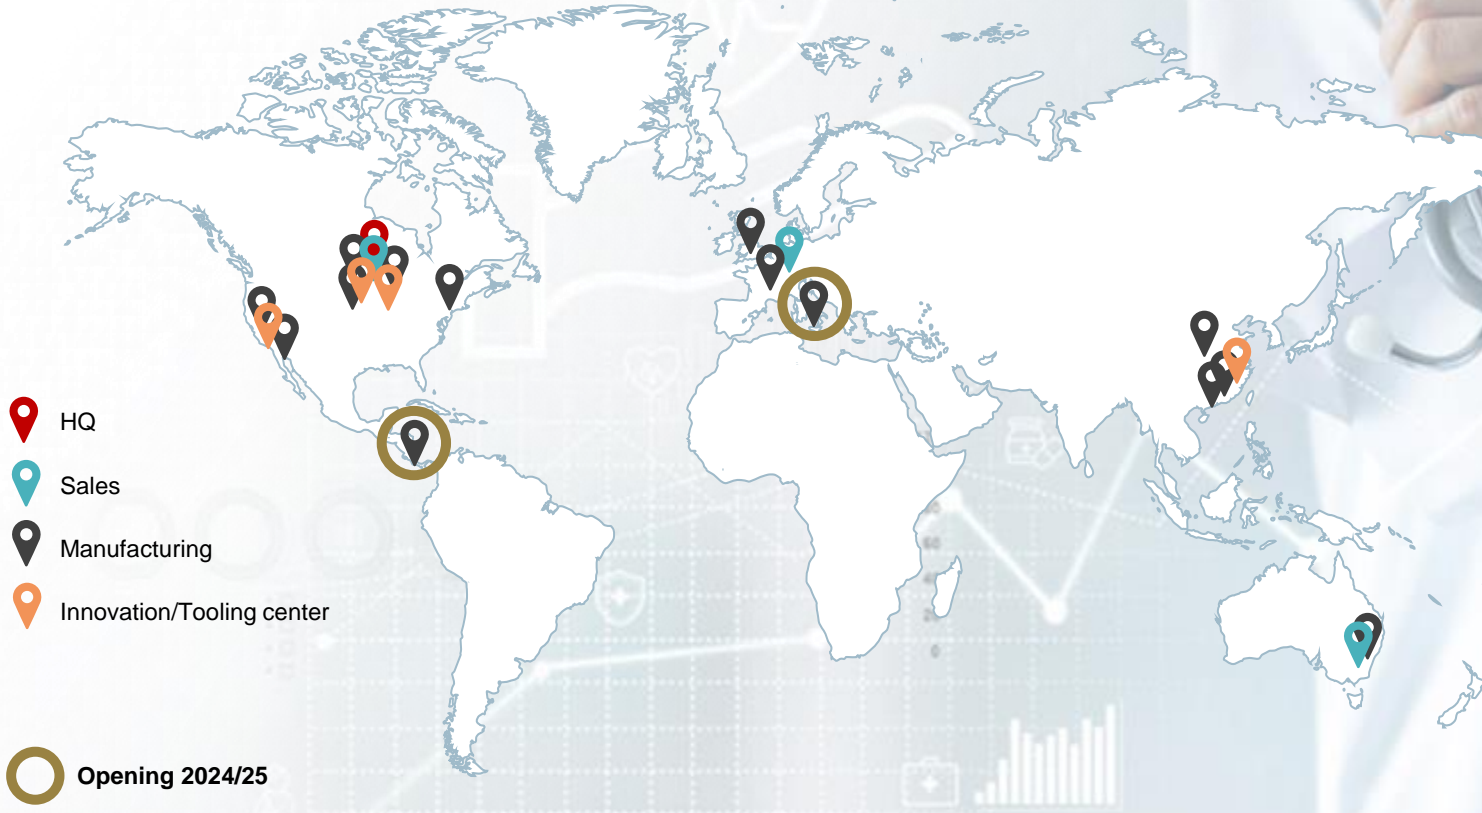 HQ
Sales
Manufacturing
Innovation/Tooling center
Opening 2024/25